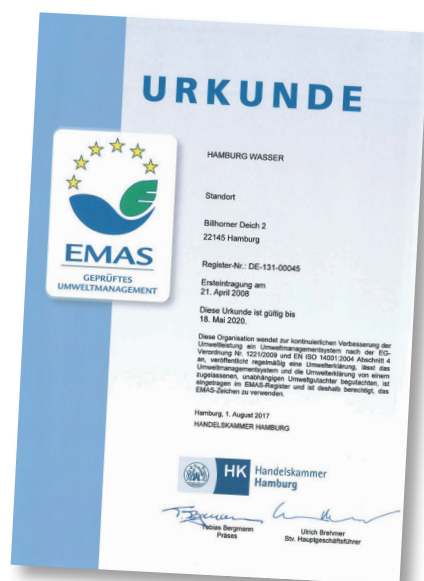 URKUNDE
HAMBURG WASSER
Standort
Billhorner Deich 2
22145 Hamburg
EMAS
GEPRÜFTES
UMWELTMANAGEMENT
Register-Nr.: DE-131-00045
Ersteintragung am
21. April 2008
Diese Urkunde ist gültig bis
18. Mai 2020.
Diese Organisation wendet zur kontinuierlichen Verbesserung der
Umweltleistung ein Umweltmanagementsystem nach der EG-
Verordnung Nr. 1221/2009 und EN ISO 14001:2004 Abschnitt 4
an, veröffentlicht regelmäßig eine Umwelterklärung, lässt das
Umweltmanagementsystem und die Umwelterklärung von einem
zugelassenen, unabhängigen Umweltgutachter begutachten, ist
eingetragen im EMAS-Register und ist deshalb berechtigt, das
EMAS-Zeichen zu verwenden.
Hamburg, 1. August 2017
HANDELSKAMMER HAMBURG
HK Handelskammer
Hamburg
Tobias Bergmann
Präses
Ulrich Brehmer
Stv. Hauptgeschäftsführer